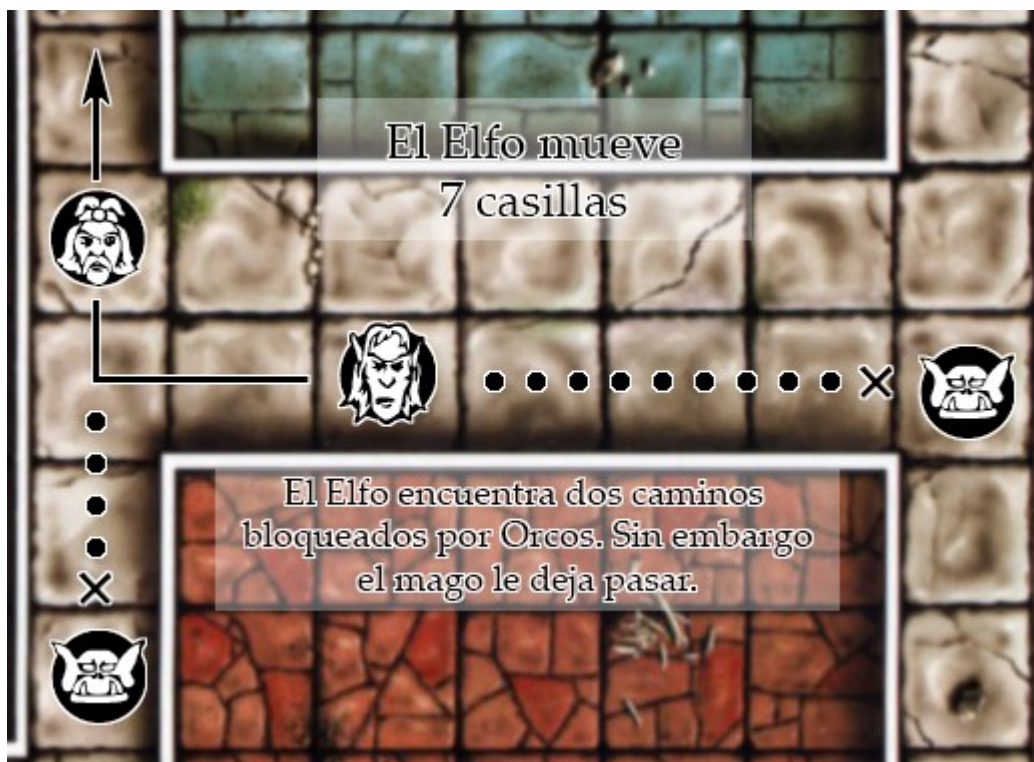 El Elfo mueve
7 casillas
El Elfo encuentra dos caminos
bloqueados por Orcos. Sin embargo
el mago le deja pasar.